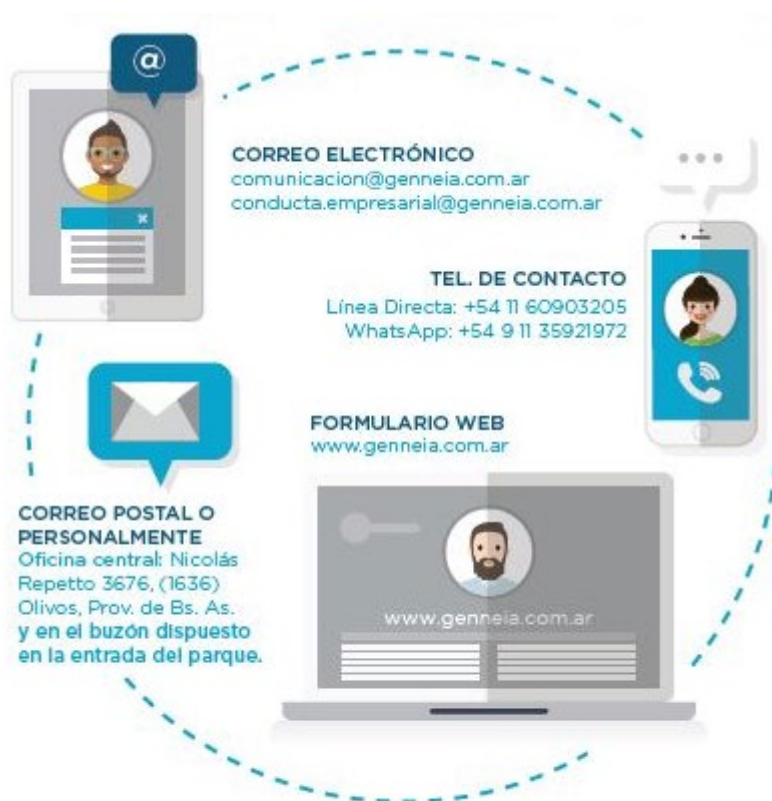 @
CORREO ELECTRÓNICO
comunicacion@genneia.com.ar
conducta.empresarial@genneia.com.ar
TEL. DE CONTACTO
Línea Directa: +54 11 60903205
WhatsApp: +54 9 11 35921972
FORMULARIO WEB
www.genneia.com.ar
CORREO POSTAL O
PERSONALMENTE
Oficina central: Nicolás
Repetto 3676, (1636)
Olivos, Prov. de Bs. As.
y en el buzón dispuesto
en la entrada del parque.
www.genneia.com.ar